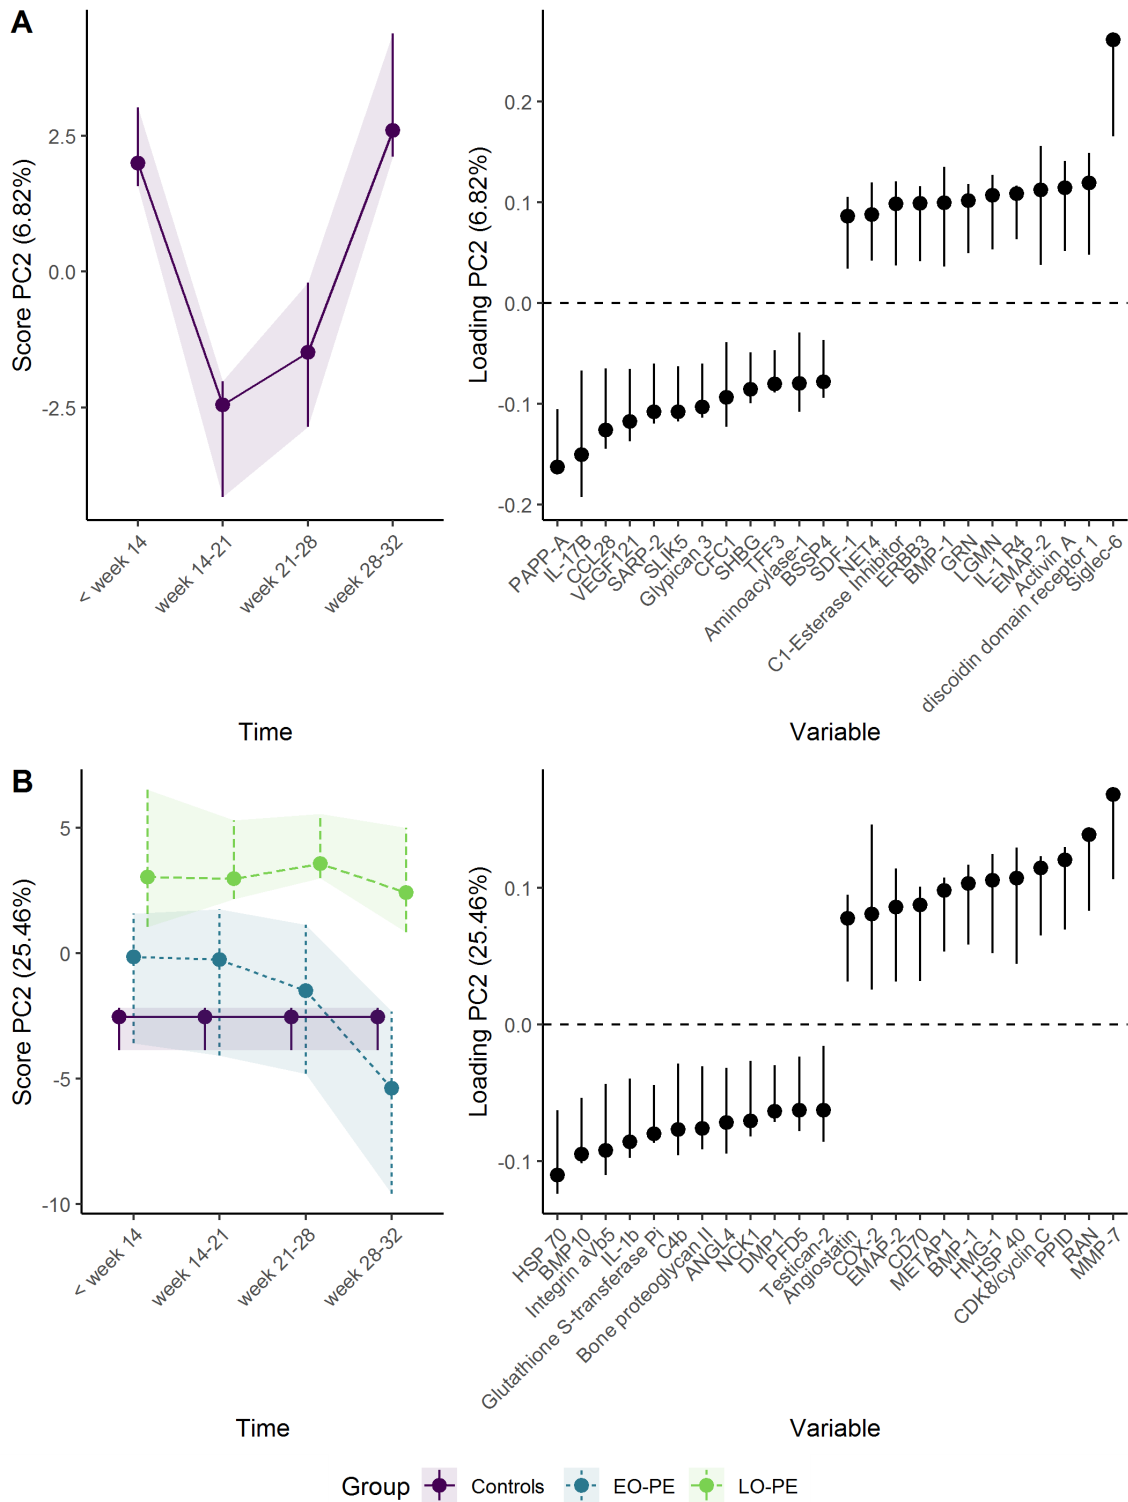 A
Score PC2 (6.82%)
2.5
0.0
-2.5
< week 14
week 14-21
week 21-28
week 28-32
Time
Loading PC2 (6.82%)
0.2
0.1
0.0
-0.1
-0.2
PAPP-A
IL-17B
CCL28
VEGF121
SARP-2
SLIK5
Glypican 3
CFC1
SHBG
TFF3
Aminoacylase-1
BSSP4
SDF-1
NET4
C1-Esterase Inhibitor
ERBB3
BMP-1
GRN
LGMN
IL-1 R4
EMAP-2
Activin A
discoidin domain receptor 1
Siglec-6
Variable
B
Score PC2 (25.46%)
5
0
-5
-10
< week 14
week 14-21
week 21-28
week 28-32
Time
Loading PC2 (25.46%)
0.1
0.0
-0.1
HSP 70
BMP10
Integrin aVb5
IL-1b
Glutathione S-transferase Pi
C4b
Bone proteoglycan II
ANGL4
NCK1
DMP1
PFD5
Testican-2
Angiostatin
COX-2
EMAP-2
CD70
METAP1
BMP-1
HMG-1
HSP 40
CDK8/cyclin C
PPID
RAN
MMP-7
Variable
Group Controls EO-PE LO-PE